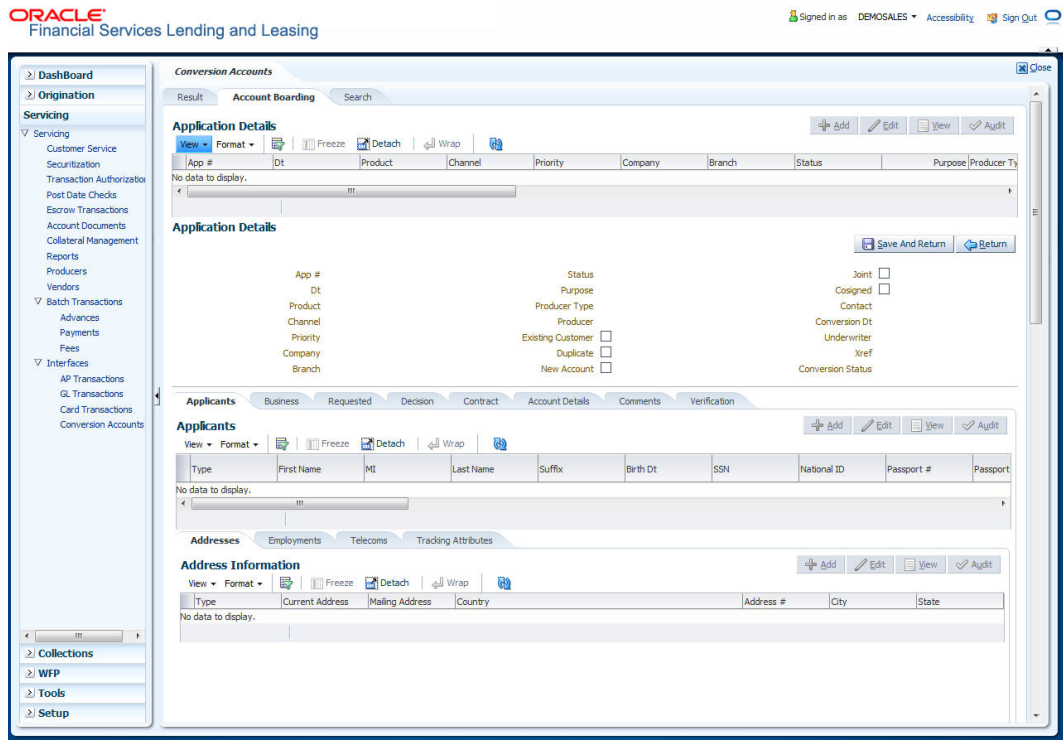 ORACLE
Financial Services Lending and Leasing
Signed in as DEMOSALES Accessibility Sign Out
Close
DashBoard
Origination
Servicing
Servicing
Customer Service
Securitization
Transaction Authorization
Post Date Checks
Escrow Transactions
Account Documents
Collateral Management
Reports
Producers
Vendors
Batch Transactions
Advances
Payments
Fees
Interfaces
AP Transactions
GL Transactions
Card Transactions
Conversion Accounts
Collections
WFP
Tools
Setup
Conversion Accounts
Result Account Boarding Search
Application Details
Add Edit View Audit
View Format Freeze Detach Wrap
App # Dt Product Channel Priority Company Branch Status Purpose Producer Ty
No data to display.
Application Details
Save And Return Return
App # Status Joint
Dt Purpose Cosigned
Product Producer Type Contact
Channel Producer Conversion Dt
Priority Existing Customer Underwriter
Company Duplicate Xref
Branch New Account Conversion Status
Applicants Business Requested Decision Contract Account Details Comments Verification
Applicants
Add Edit View Audit
View Format Freeze Detach Wrap
Type First Name MI Last Name Suffix Birth Dt SSN National ID Passport # Passport
No data to display.
Addresses Employments Telecoms Tracking Attributes
Address Information
Add Edit View Audit
View Format Freeze Detach Wrap
Type Current Address Mailing Address Country Address # City State
No data to display.